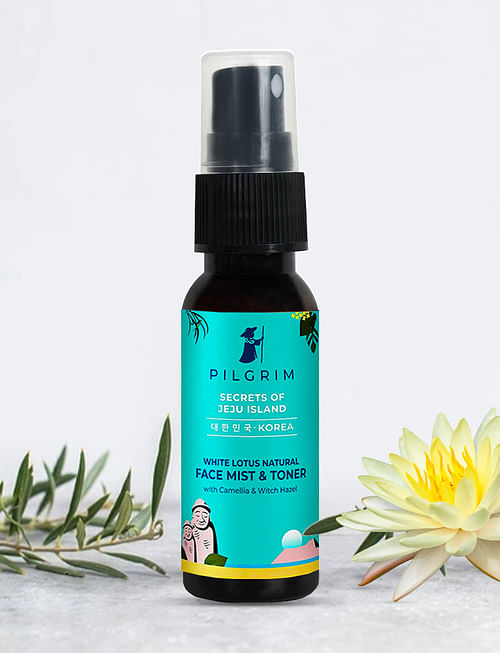 PILGRIM
SECRETS OF
JEJU ISLAND
대한민국·KOREA
WHITE LOTUS NATURAL
FACE MIST & TONER
with Camellia & Witch Hazel